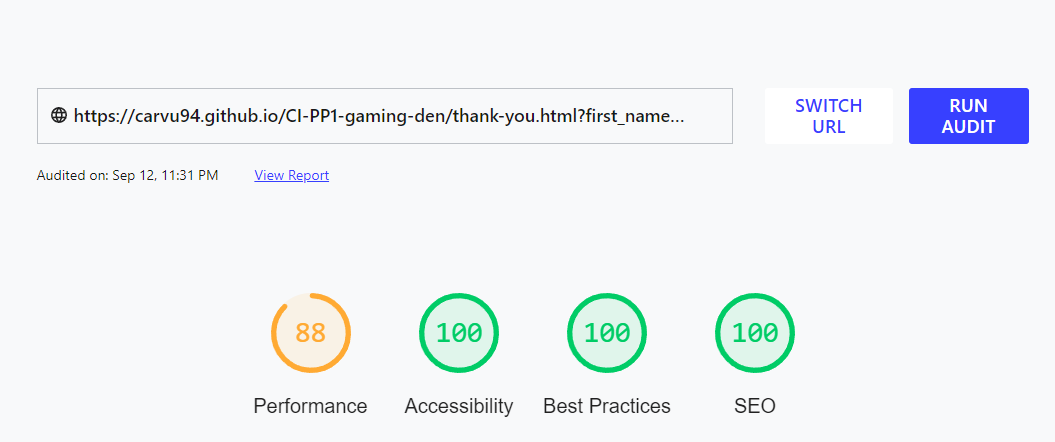 https://carvu94.github.io/CI-PP1-gaming-den/thank-you.html?first_name...
SWITCH
URL
RUN
AUDIT
Audited on: Sep 12, 11:31 PM
View Report
88
100
100
100
Performance
Accessibility
Best Practices
SEO